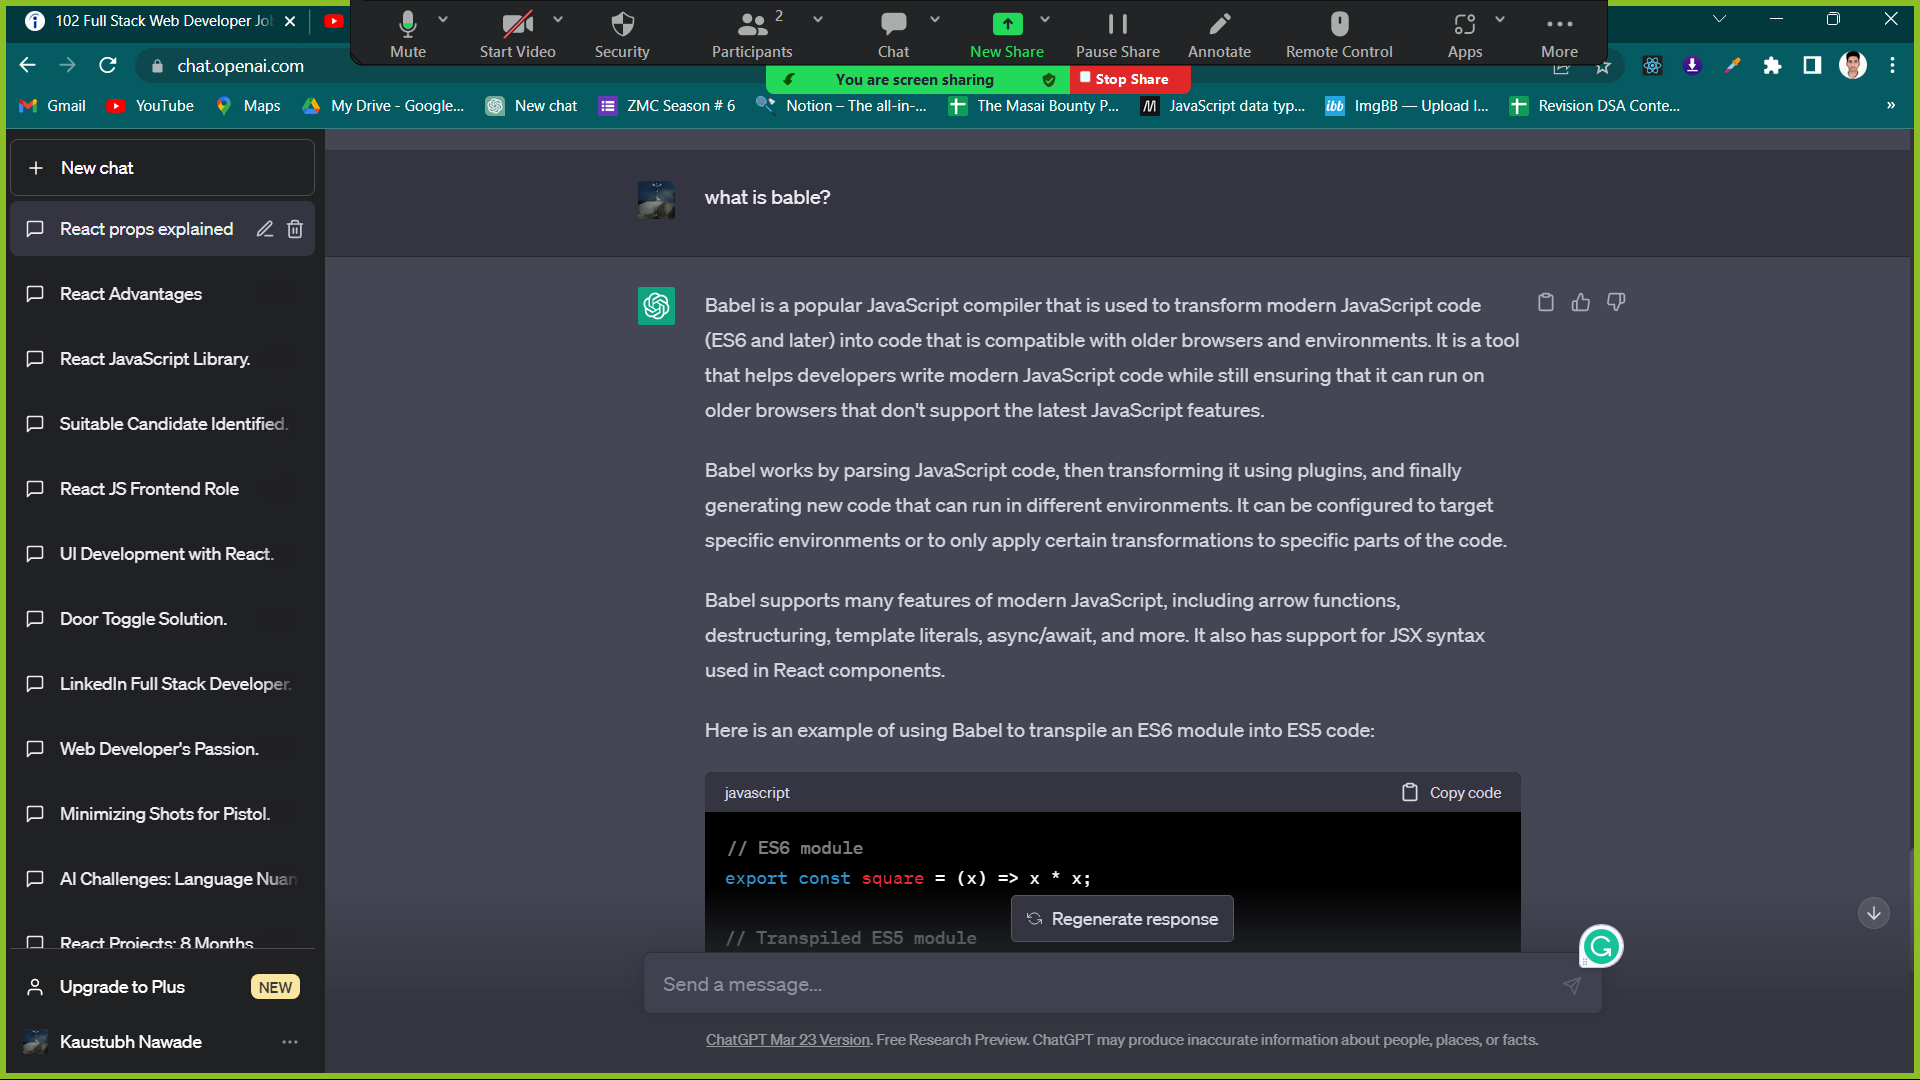 102 Full Stack Web Developer Jo
Mute
Start Video
Security
2
Participants
Chat
New Share
Pause Share
Annotate
Remote Control
Apps
More
chat.openai.com
You are screen sharing
Stop Share
Gmail
YouTube
Maps
My Drive - Google...
New chat
ZMC Season # 6
Notion – The all-in-...
The Masai Bounty P...
M
JavaScript data typ...
ibb
ImgBB — Upload I...
Revision DSA Conte...
»
New chat
React props explained
React Advantages
React JavaScript Library.
Suitable Candidate Identified.
React JS Frontend Role
UI Development with React.
Door Toggle Solution.
LinkedIn Full Stack Developer.
Web Developer's Passion.
Minimizing Shots for Pistol.
AI Challenges: Language Nuan
React Projects: 8 Months
Upgrade to Plus
NEW
Kaustubh Nawade
what is bable?
Babel is a popular JavaScript compiler that is used to transform modern JavaScript code
(ES6 and later) into code that is compatible with older browsers and environments. It is a tool
that helps developers write modern JavaScript code while still ensuring that it can run on
older browsers that don't support the latest JavaScript features.
Babel works by parsing JavaScript code, then transforming it using plugins, and finally
generating new code that can run in different environments. It can be configured to target
specific environments or to only apply certain transformations to specific parts of the code.
Babel supports many features of modern JavaScript, including arrow functions,
destructuring, template literals, async/await, and more. It also has support for JSX syntax
used in React components.
Here is an example of using Babel to transpile an ES6 module into ES5 code:
javascript
Copy code
// ES6 module
export const square = (x) => x * x;
// Transpiled ES5 module
Regenerate response
Send a message...
ChatGPT Mar 23 Version. Free Research Preview. ChatGPT may produce inaccurate information about people, places, or facts.